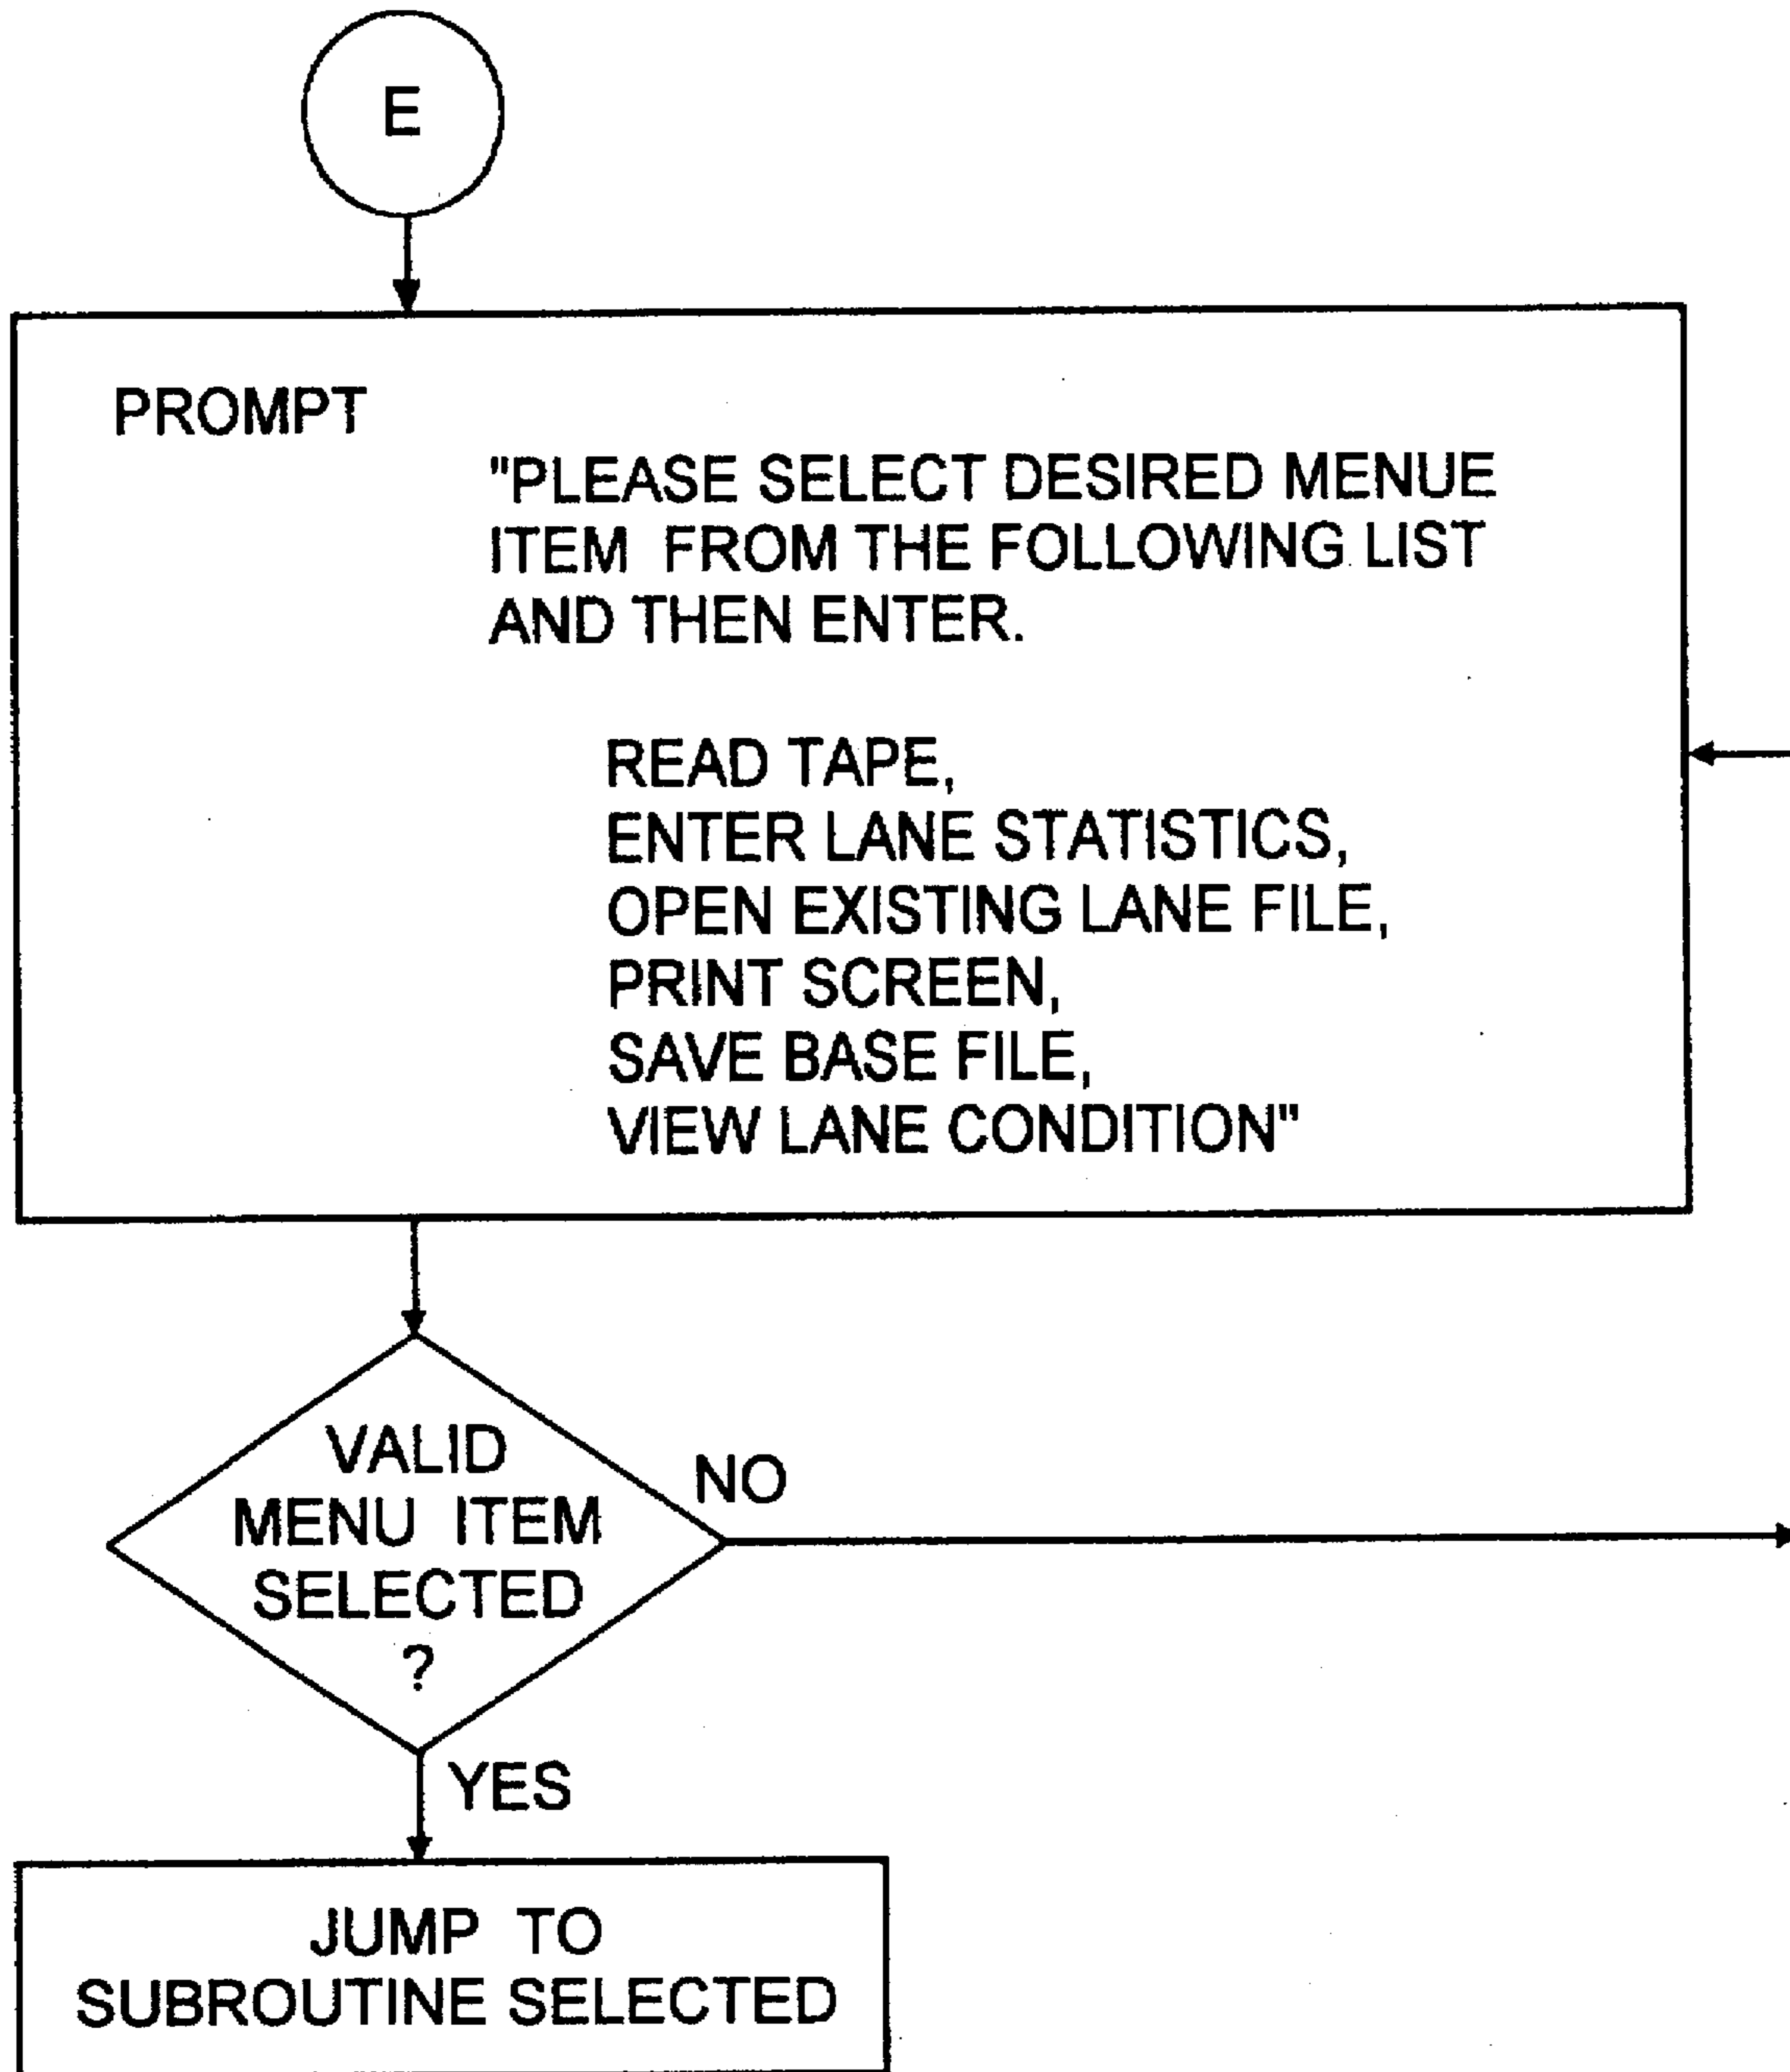 E
PROMPT
"PLEASE SELECT DESIRED MENUE
ITEM FROM THE FOLLOWING LIST
AND THEN ENTER.
READ TAPE,
ENTER LANE STATISTICS,
OPEN EXISTING LANE FILE,
PRINT SCREEN,
SAVE BASE FILE,
VIEW LANE CONDITION"
VALID
MENU ITEM
SELECTED
?
NO
YES
JUMP TO
SUBROUTINE SELECTED